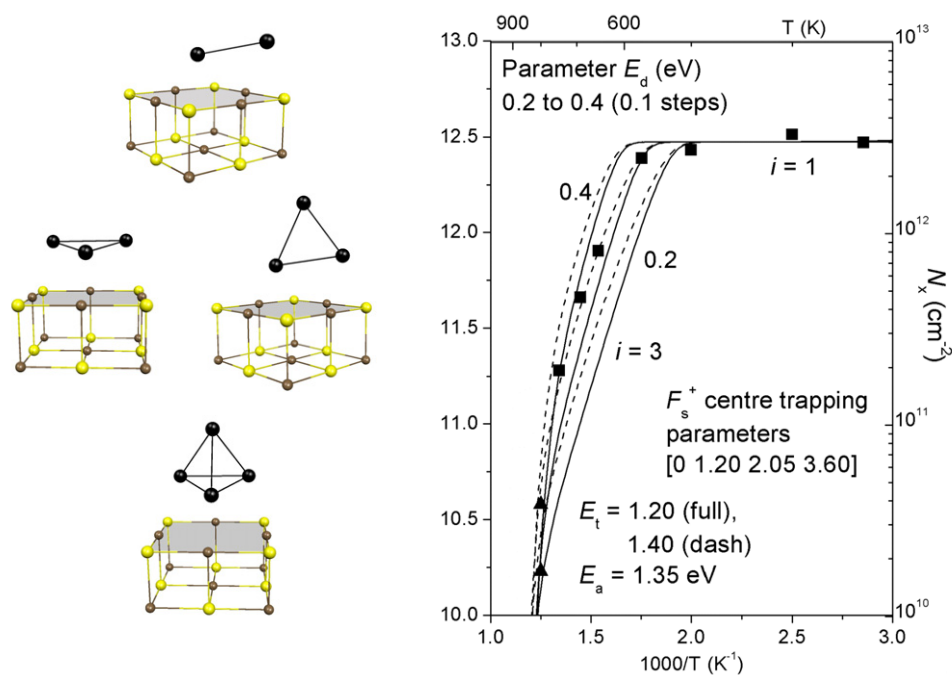 900 600 T (K)
13.0
12.5
12.0
11.5
11.0
10.5
10.0
Parameter E_d (eV)
0.2 to 0.4 (0.1 steps)
i = 1
0.4
0.2
i = 3
F_s^+ centre trapping
parameters
[0 1.20 2.05 3.60]
E_t = 1.20 (full),
1.40 (dash)
E_a = 1.35 eV
10^13
10^12
10^11
10^10
N_x (cm^-2)
1.0 1.5 2.0 2.5 3.0
1000/T (K^-1)